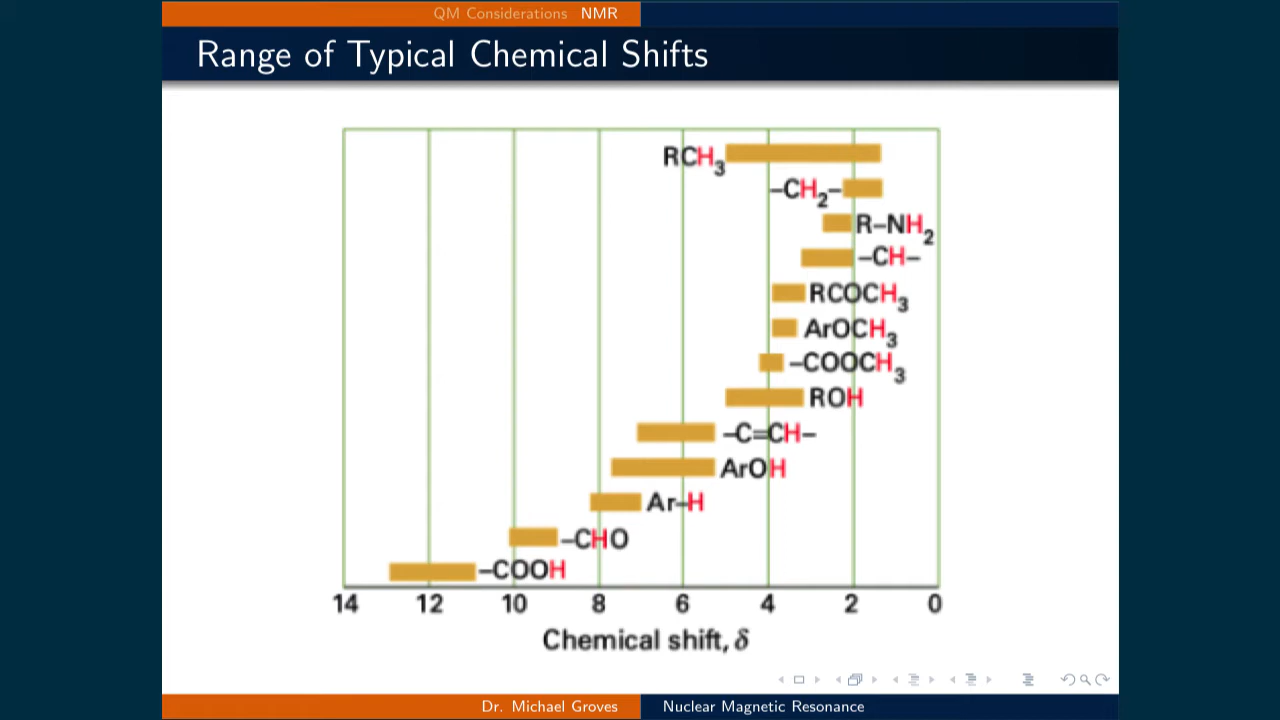 QM Considerations NMR
Range of Typical Chemical Shifts
RCH3
–CH2–
R–NH2
–CH–
RCOCH3
ArOCH3
–COOCH3
ROH
–C=CH–
ArOH
Ar–H
–CHO
–COOH
14 12 10 8 6 4 2 0
Chemical shift, δ
Dr. Michael Groves Nuclear Magnetic Resonance